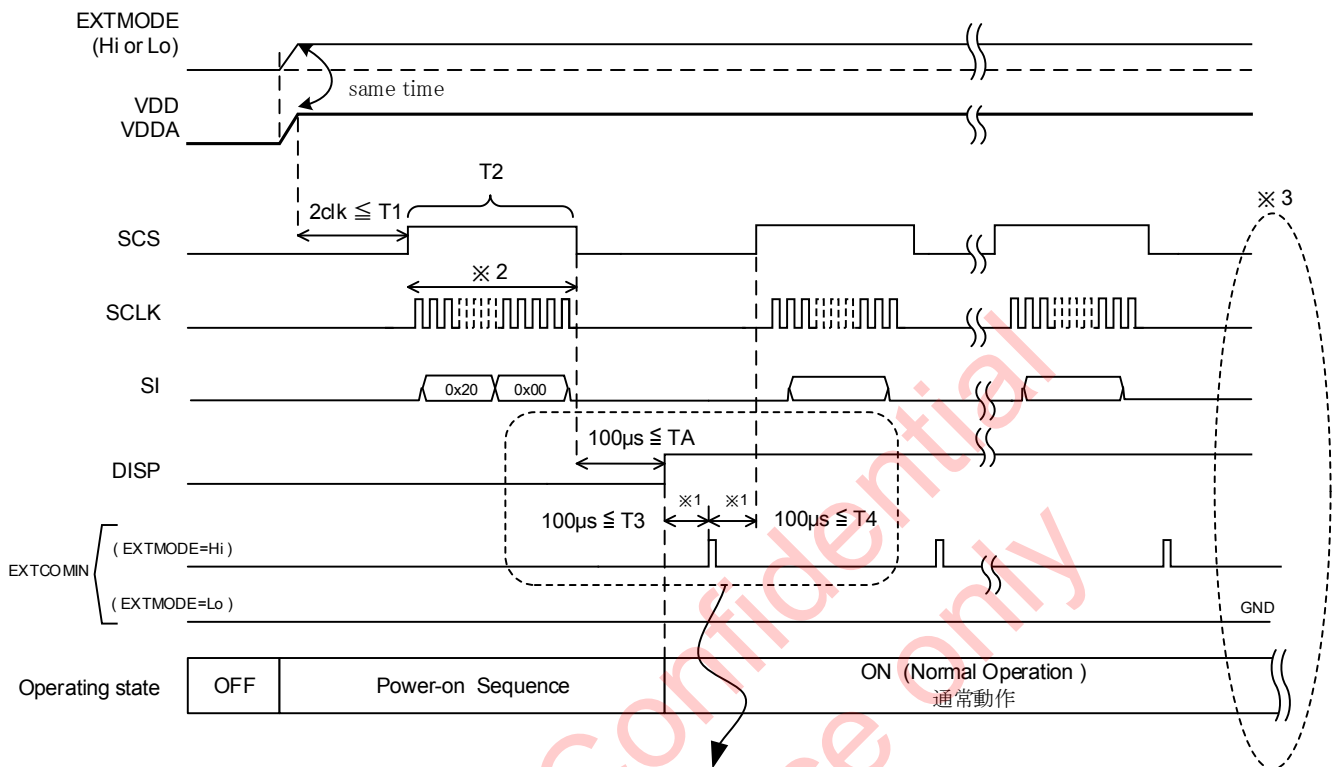 EXTMODE
(Hi or Lo)
same time
VDD
VDDA
T2
2clk ≦ T1
※ 3
SCS
※ 2
SCLK
SI
0x20
0x00
100µs ≦ TA
DISP
※1
※1
100µs ≦ T3
100µs ≦ T4
( EXTMODE=Hi )
EXTCOMIN
( EXTMODE=Lo )
GND
Operating state
OFF
Power-on Sequence
ON (Normal Operation )
通常動作
Confidential
only